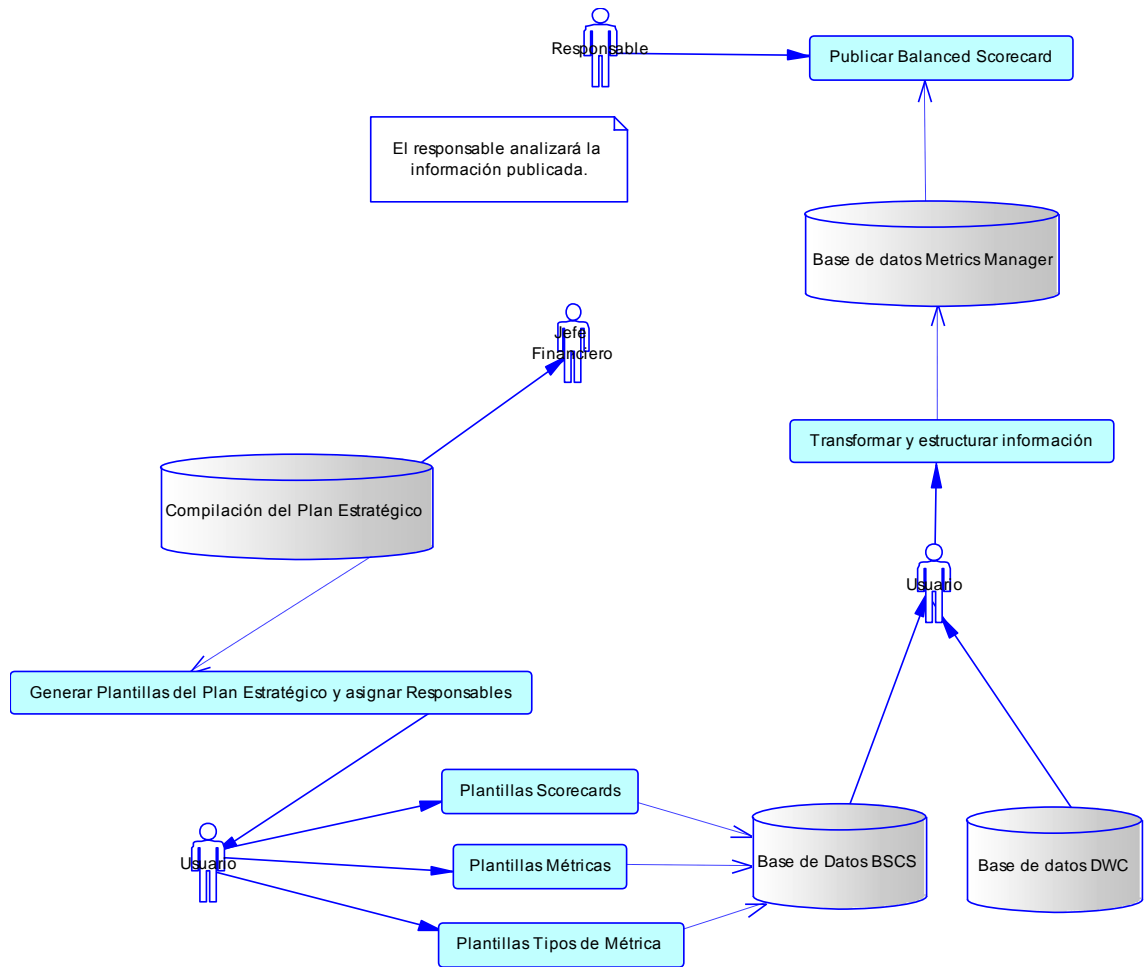 Responsable
Publicar Balanced Scorecard
El responsable analizará la
información publicada.
Base de datos Metrics Manager
Jefe
Financiero
Transformar y estructurar información
Compilación del Plan Estratégico
Usuario
Generar Plantillas del Plan Estratégico y asignar Responsables
Plantillas Scorecards
Usuario
Plantillas Métricas
Base de Datos BSCS
Base de datos DWC
Plantillas Tipos de Métrica